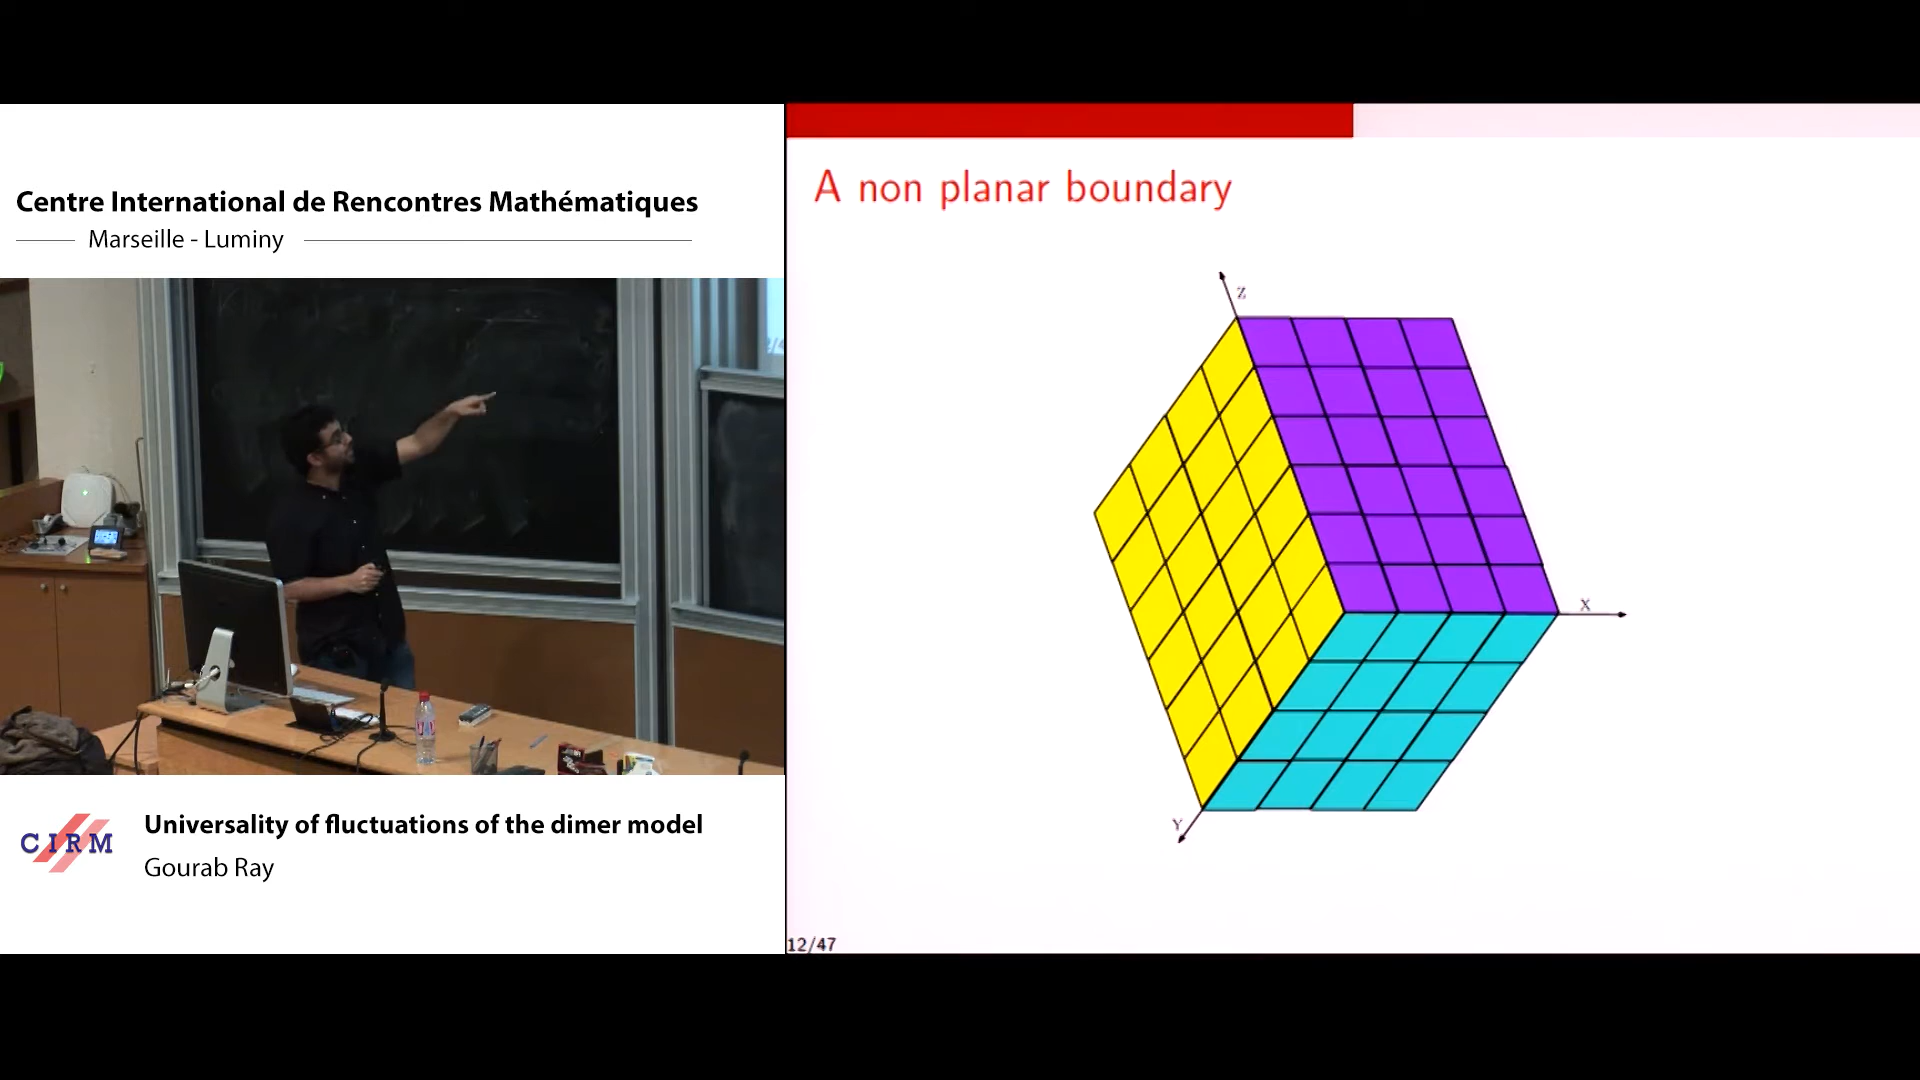 Centre International de Rencontres Mathématiques
Marseille - Luminy
A non planar boundary
Z
X
Y
CIRM
Universality of fluctuations of the dimer model
Gourab Ray
12/47